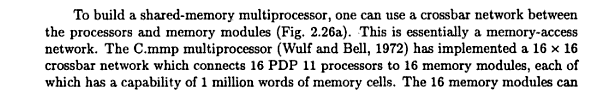 To build a shared-memory multiprocessor, one can use a crossbar network between
the processors and memory modules (Fig. 2.26a). This is essentially a memory-access
network. The C.mmp multiprocessor (Wulf and Bell, 1972) has implemented a 16 × 16
crossbar network which connects 16 PDP 11 processors to 16 memory modules, each of
which has a capability of 1 million words of memory cells. The 16 memory modules can